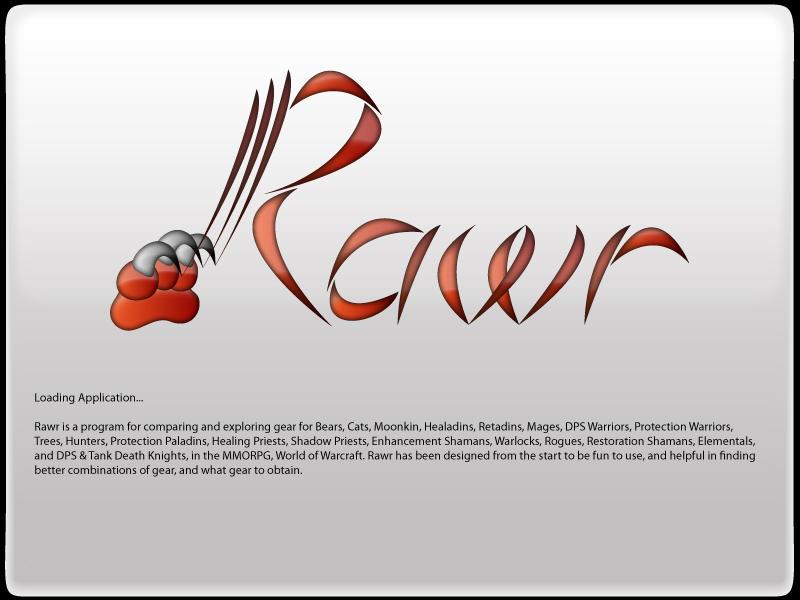 Rawr
Loading Application...
Rawr is a program for comparing and exploring gear for Bears, Cats, Moonkin, Healadins, Retadins, Mages, DPS Warriors, Protection Warriors,
Trees, Hunters, Protection Paladins, Healing Priests, Shadow Priests, Enhancement Shamans, Warlocks, Rogues, Restoration Shamans, Elementals,
and DPS & Tank Death Knights, in the MMORPG, World of Warcraft. Rawr has been designed from the start to be fun to use, and helpful in finding
better combinations of gear, and what gear to obtain.